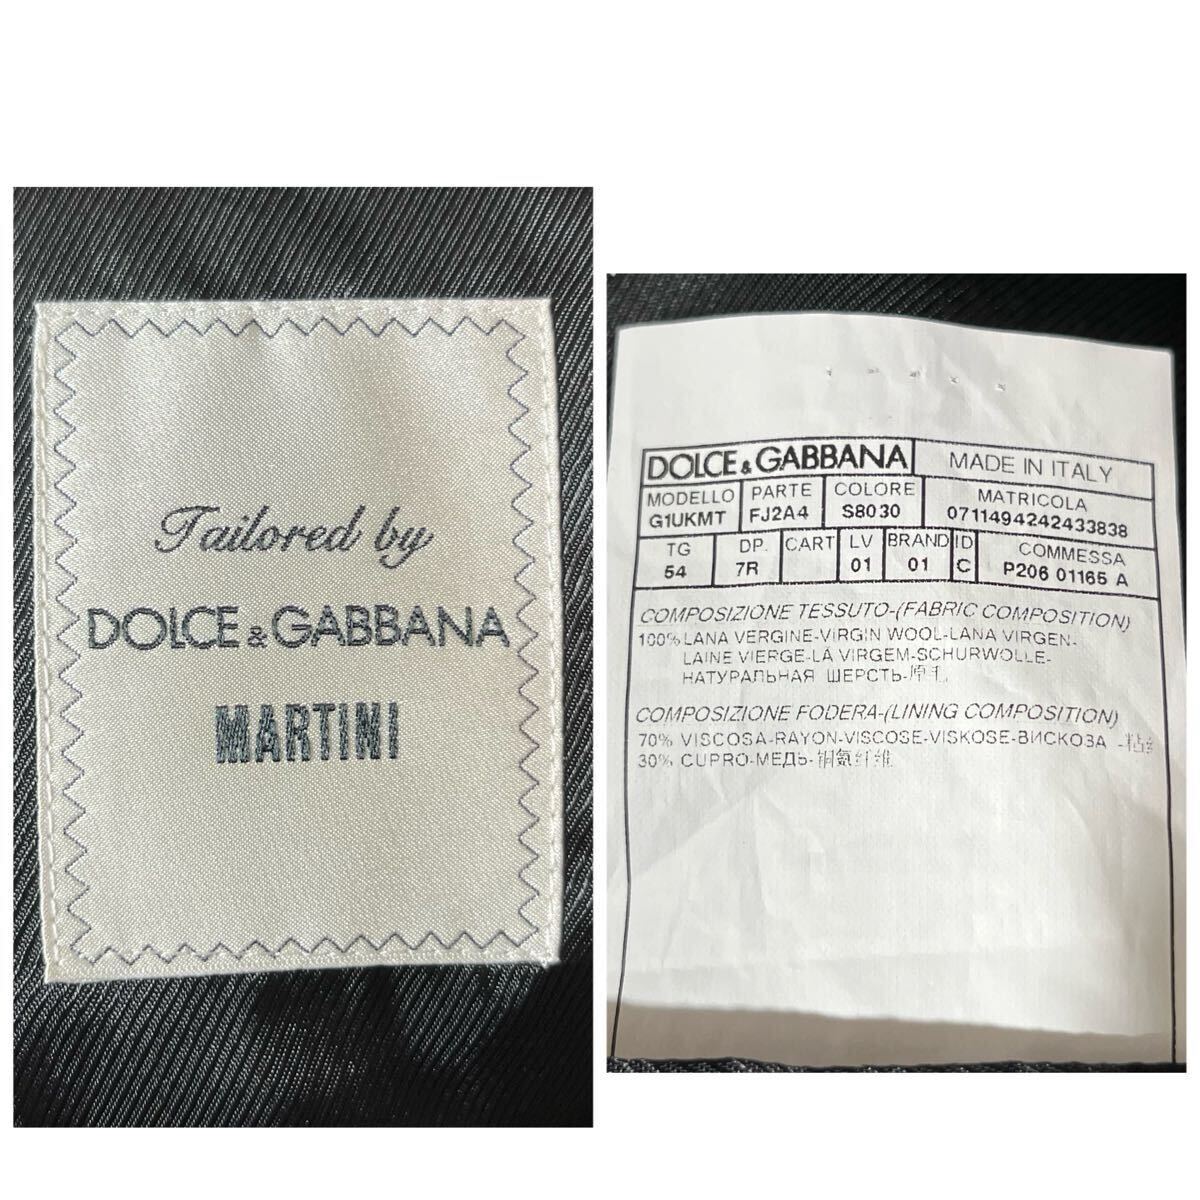 Tailored by
DOLCE & GABBANA
MARTINI
DOLCE & GABBANA MADE IN ITALY
MODELLO PARTE COLORE MATRICOLA
G1UKMT FJ2A4 S8030 0711494242433838
TG DP. CART LV BRAND ID COMMESSA
54 7R 01 01 C P206 01165 A
COMPOSIZIONE TESSUTO-(FABRIC COMPOSITION)
100% LANA VERGINE-VIRGIN WOOL-LANA VIRGEN-
LAINE VIERGE-LÁ VIRGEM-SCHURWOLLE-
НАТУРАЛЬНАЯ ШЕРСТЬ-原毛
COMPOSIZIONE FODERA-(LINING COMPOSITION)
70% VISCOSA-RAYON-VISCOSE-VISKOSE-ВИСКОЗА -粘纤
30% CUPRO-МЕДЬ-铜氨纤维